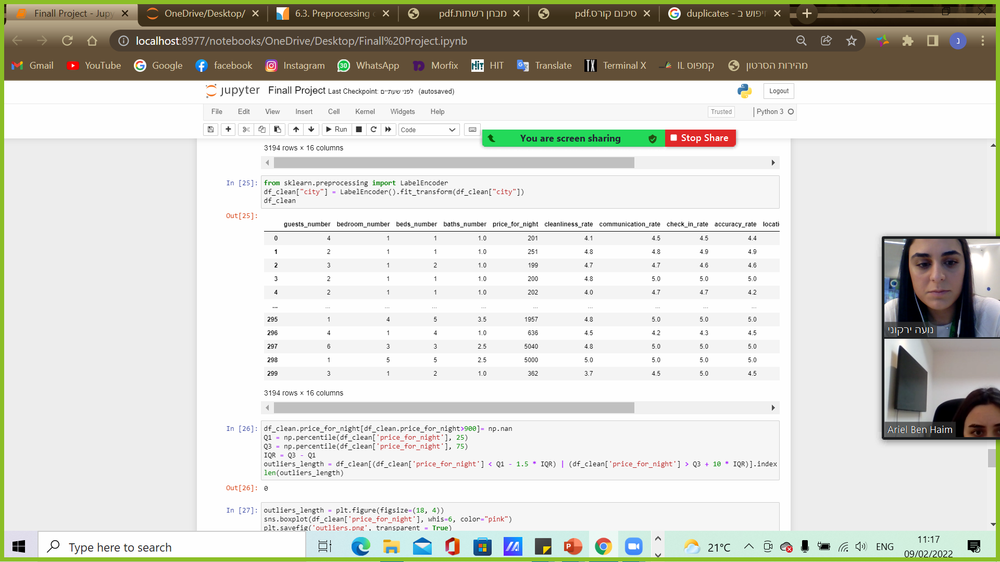 Finall Project - Jupy
OneDrive/Desktop/
6.3. Preprocessing
מבחן רשתות.pdf
סיכום קורס.pdf
duplicates - חיפוש ב
localhost:8977/notebooks/OneDrive/Desktop/Finall%20Project.ipynb
נ
Gmail
YouTube
Google
facebook
Instagram
30
WhatsApp
Morfix
HIT
HIT
Translate
TX
Terminal X
קמפוס IL
מהירות הסרטון
jupyter Finall Project Last Checkpoint: לפני שעתיים (autosaved)
Logout
File Edit View Insert Cell Kernel Widgets Help
Trusted
Python 3
Run
Code
You are screen sharing
Stop Share
3194 rows × 16 columns
In [25]: from sklearn.preprocessing import LabelEncoder
df_clean["city"] = LabelEncoder().fit_transform(df_clean["city"])
df_clean
Out[25]:
guests_number bedroom_number beds_number baths_number price_for_night cleanliness_rate communication_rate check_in_rate accuracy_rate locati
0 4 1 1 1.0 201 4.1 4.5 4.5 4.4
1 2 1 1 1.0 251 4.8 4.8 4.9 4.9
2 3 1 2 1.0 199 4.7 4.7 4.6 4.6
3 2 1 1 1.0 200 4.8 5.0 5.0 5.0
4 2 1 1 1.0 202 4.0 4.7 4.7 4.2
... ... ... ... ... ... ... ... ... ...
295 1 4 5 3.5 1957 4.8 5.0 5.0 5.0
296 4 1 4 1.0 636 4.5 4.2 4.3 4.5
297 6 3 3 2.5 5040 4.8 5.0 5.0 5.0
298 1 5 5 2.5 5000 5.0 5.0 5.0 5.0
299 3 1 2 1.0 362 3.7 4.5 5.0 4.5
3194 rows × 16 columns
In [26]: df_clean.price_for_night[df_clean.price_for_night>900]= np.nan
Q1 = np.percentile(df_clean['price_for_night'], 25)
Q3 = np.percentile(df_clean['price_for_night'], 75)
IQR = Q3 - Q1
outliers_length = df_clean[(df_clean['price_for_night'] < Q1 - 1.5 * IQR) | (df_clean['price_for_night'] > Q3 + 10 * IQR)].index
len(outliers_length)
Out[26]: 0
In [27]: outliers_length = plt.figure(figsize=(18, 4))
sns.boxplot(df_clean['price_for_night'], whis=6, color="pink")
plt.savefig('outliers.png', transparent = True)
נועה ירקוני
Ariel Ben Haim
Type here to search
21°C
ENG
11:17
09/02/2022